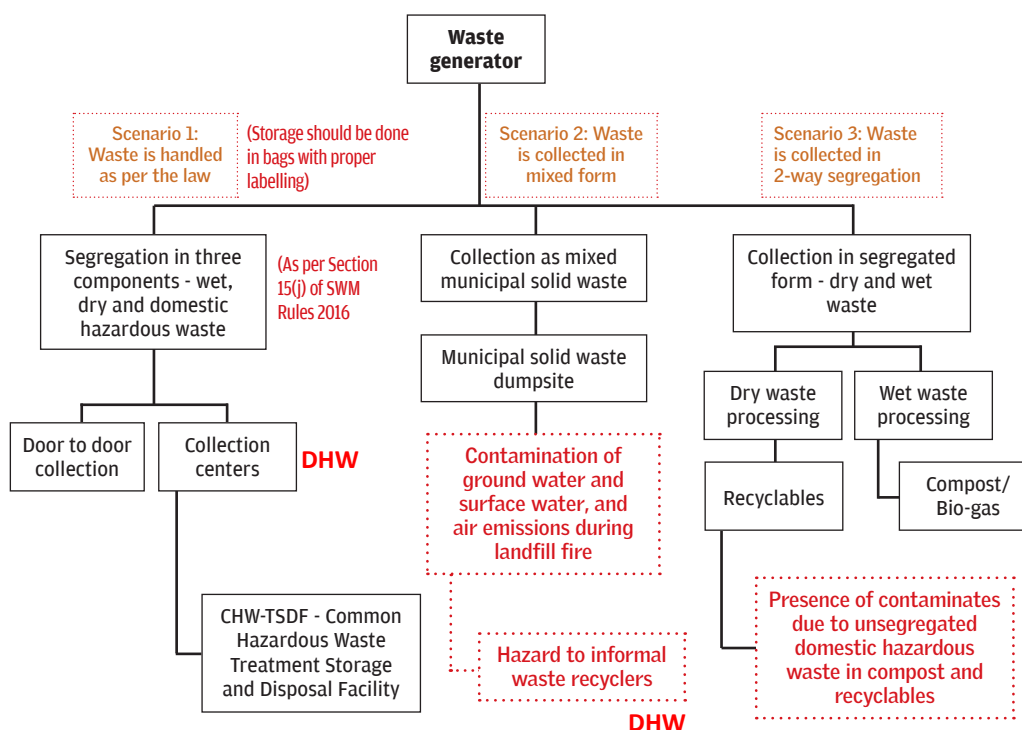 Waste
generator
Scenario 1:
Waste is handled
as per the law
(Storage should be done
in bags with proper
labelling)
Scenario 2: Waste
is collected in
mixed form
Scenario 3: Waste
is collected in
2-way segregation
Segregation in three
components - wet,
dry and domestic
hazardous waste
(As per Section
15(j) of SWM
Rules 2016
Collection as mixed
municipal solid waste
Collection in segregated
form - dry and wet
waste
Municipal solid waste
dumpsite
Dry waste
processing
Wet waste
processing
Door to door
collection
Collection
centers
DHW
Contamination of
ground water and
surface water, and
air emissions during
landfill fire
Recyclables
Compost/
Bio-gas
CHW-TSDF - Common
Hazardous Waste
Treatment Storage
and Disposal Facility
Hazard to informal
waste recyclers
DHW
Presence of contaminates
due to unsegregated
domestic hazardous
waste in compost and
recyclables